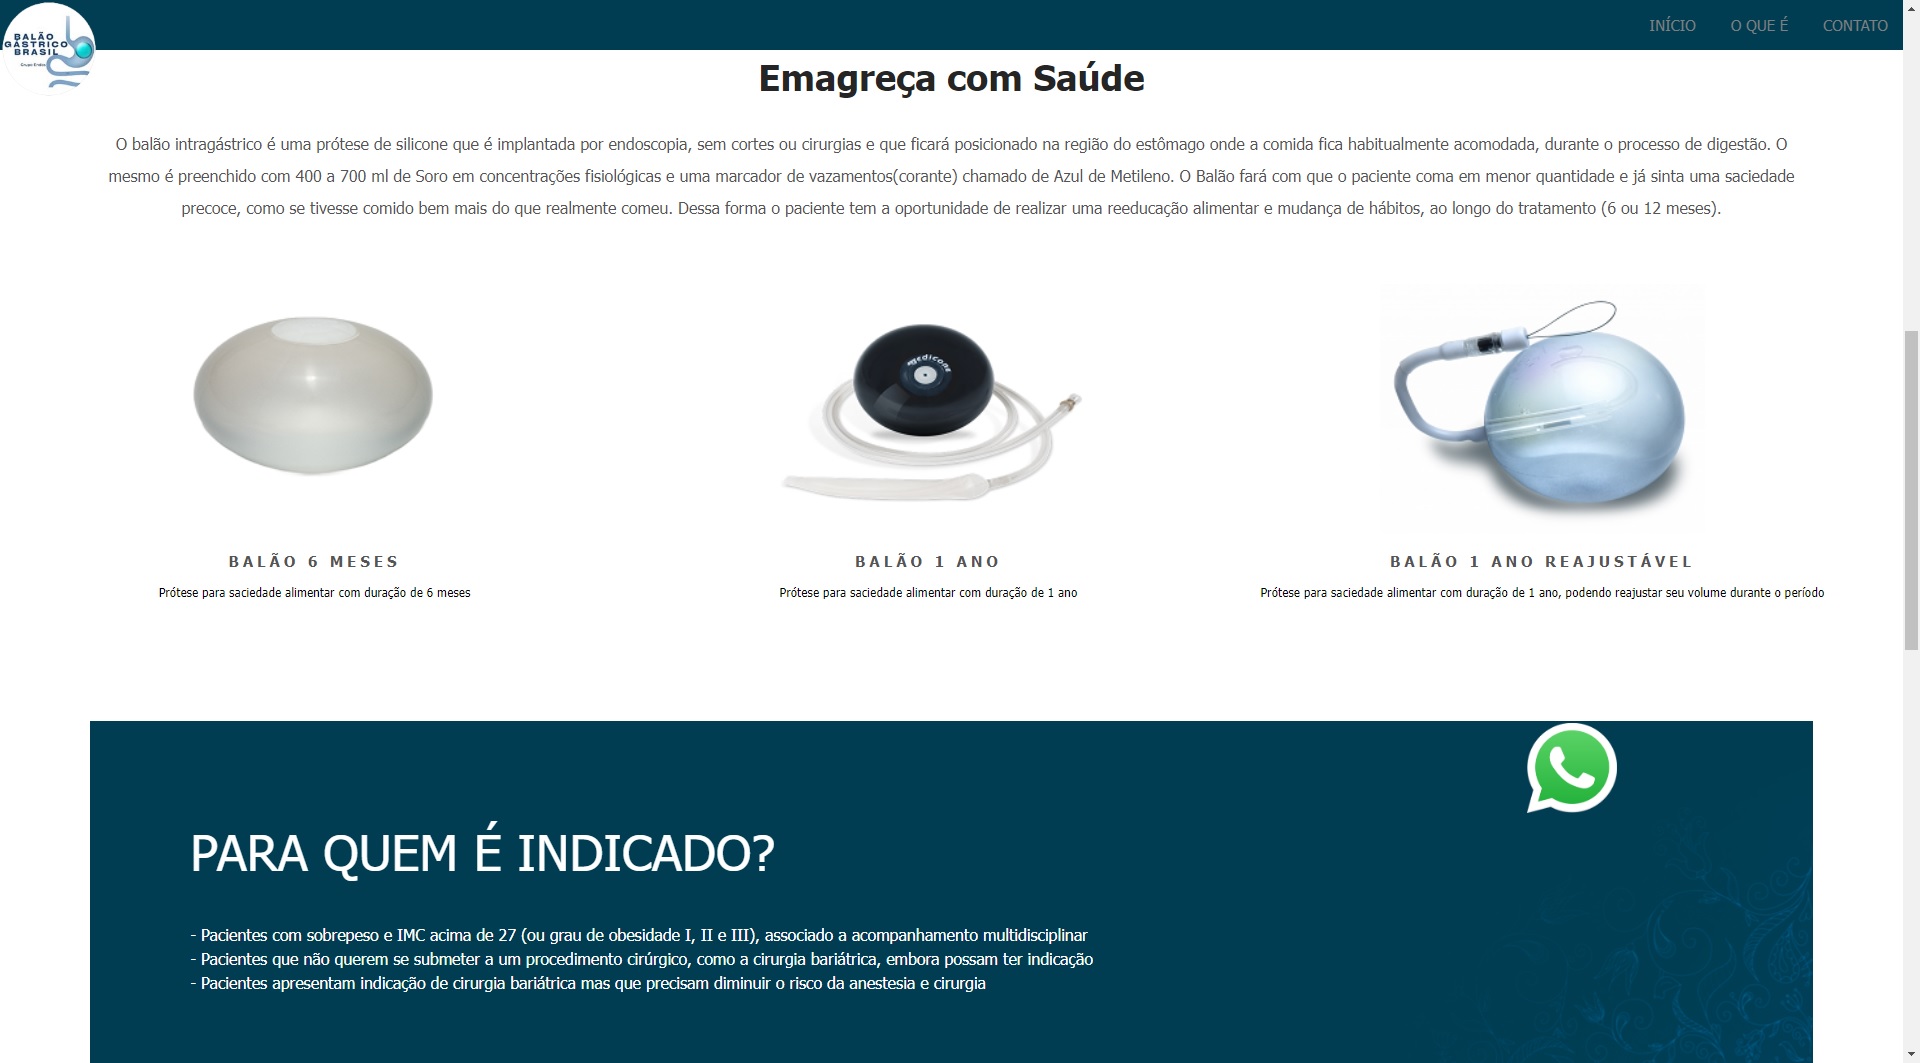 BALÃO
GÁSTRICO
BRASIL
INÍCIO
O QUE É
CONTATO
Emagreça com Saúde
O balão intragástrico é uma prótese de silicone que é implantada por endoscopia, sem cortes ou cirurgias e que ficará posicionado na região do estômago onde a comida fica habitualmente acomodada, durante o processo de digestão. O
mesmo é preenchido com 400 a 700 ml de Soro em concentrações fisiológicas e uma marcador de vazamentos(corante) chamado de Azul de Metileno. O Balão fará com que o paciente coma em menor quantidade e já sinta uma saciedade
precoce, como se tivesse comido bem mais do que realmente comeu. Dessa forma o paciente tem a oportunidade de realizar uma reeducação alimentar e mudança de hábitos, ao longo do tratamento (6 ou 12 meses).
medicone
BALÃO 6 MESES
Prótese para saciedade alimentar com duração de 6 meses
BALÃO 1 ANO
Prótese para saciedade alimentar com duração de 1 ano
BALÃO 1 ANO REAJUSTÁVEL
Prótese para saciedade alimentar com duração de 1 ano, podendo reajustar seu volume durante o período
PARA QUEM É INDICADO?
- Pacientes com sobrepeso e IMC acima de 27 (ou grau de obesidade I, II e III), associado a acompanhamento multidisciplinar
- Pacientes que não querem se submeter a um procedimento cirúrgico, como a cirurgia bariátrica, embora possam ter indicação
- Pacientes apresentam indicação de cirurgia bariátrica mas que precisam diminuir o risco da anestesia e cirurgia